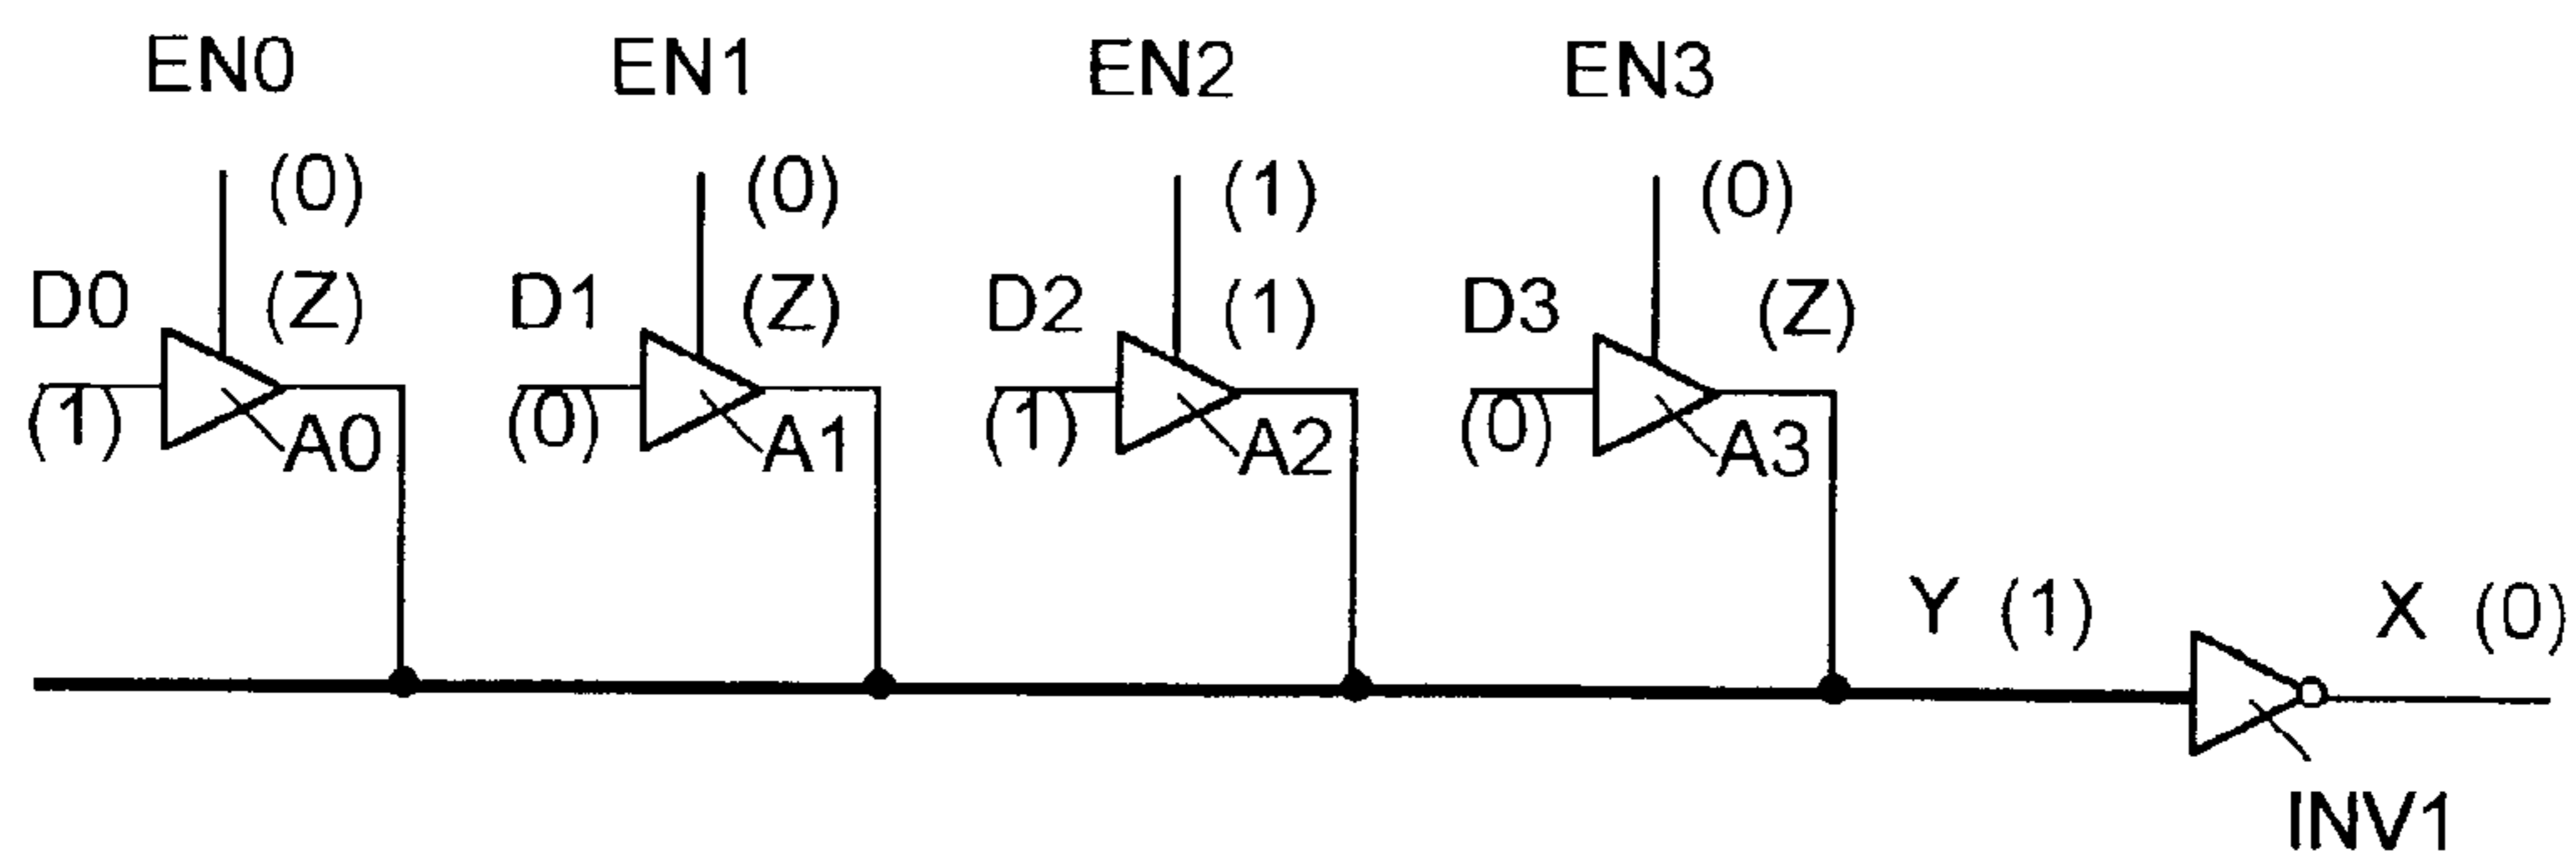 EN0 EN1 EN2 EN3
(0) (0) (1) (0)
D0 (Z) D1 (Z) D2 (1) D3 (Z)
(1) A0 (0) A1 (1) A2 (0) A3
Y (1) X (0)
INV1